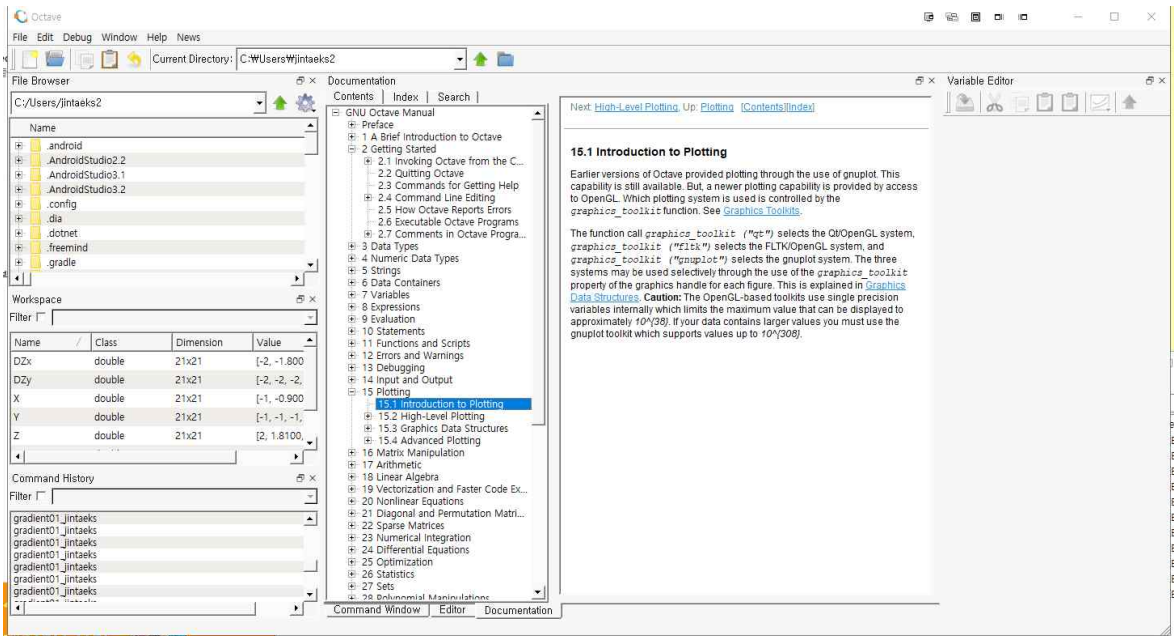 Octave
File Edit Debug Window Help News
Current Directory: C:₩Users₩jintaeks2
File Browser
C:/Users/jintaeks2
Name
.android
.AndroidStudio2.2
.AndroidStudio3.1
.AndroidStudio3.2
.config
.dia
.dotnet
.freemind
.gradle
Workspace
Filter
Name Class Dimension Value
DZx double 21x21 [-2, -1.800
DZy double 21x21 [-2, -2, -2,
X double 21x21 [-1, -0.900
Y double 21x21 [-1, -1, -1,
Z double 21x21 [2, 1.8100,
Command History
Filter
gradient01_jintaeks
gradient01_jintaeks
gradient01_jintaeks
gradient01_jintaeks
gradient01_jintaeks
gradient01_jintaeks
gradient01_jintaeks
Documentation
Contents Index Search
GNU Octave Manual
Preface
1 A Brief Introduction to Octave
2 Getting Started
2.1 Invoking Octave from the C...
2.2 Quitting Octave
2.3 Commands for Getting Help
2.4 Command Line Editing
2.5 How Octave Reports Errors
2.6 Executable Octave Programs
2.7 Comments in Octave Progra...
3 Data Types
4 Numeric Data Types
5 Strings
6 Data Containers
7 Variables
8 Expressions
9 Evaluation
10 Statements
11 Functions and Scripts
12 Errors and Warnings
13 Debugging
14 Input and Output
15 Plotting
15.1 Introduction to Plotting
15.2 High-Level Plotting
15.3 Graphics Data Structures
15.4 Advanced Plotting
16 Matrix Manipulation
17 Arithmetic
18 Linear Algebra
19 Vectorization and Faster Code Ex...
20 Nonlinear Equations
21 Diagonal and Permutation Matri...
22 Sparse Matrices
23 Numerical Integration
24 Differential Equations
25 Optimization
26 Statistics
27 Sets
28 Polynomial Manipulations
Command Window Editor Documentation
Next: High-Level Plotting, Up: Plotting [Contents][Index]
15.1 Introduction to Plotting
Earlier versions of Octave provided plotting through the use of gnuplot. This
capability is still available. But, a newer plotting capability is provided by access
to OpenGL. Which plotting system is used is controlled by the
graphics_toolkit function. See Graphics Toolkits.
The function call graphics_toolkit ("qt") selects the Qt/OpenGL system,
graphics_toolkit ("fltk") selects the FLTK/OpenGL system, and
graphics_toolkit ("gnuplot") selects the gnuplot system. The three
systems may be used selectively through the use of the graphics_toolkit
property of the graphics handle for each figure. This is explained in Graphics
Data Structures. Caution: The OpenGL-based toolkits use single precision
variables internally which limits the maximum value that can be displayed to
approximately 10^{38}. If your data contains larger values you must use the
gnuplot toolkit which supports values up to 10^{308}.
Variable Editor